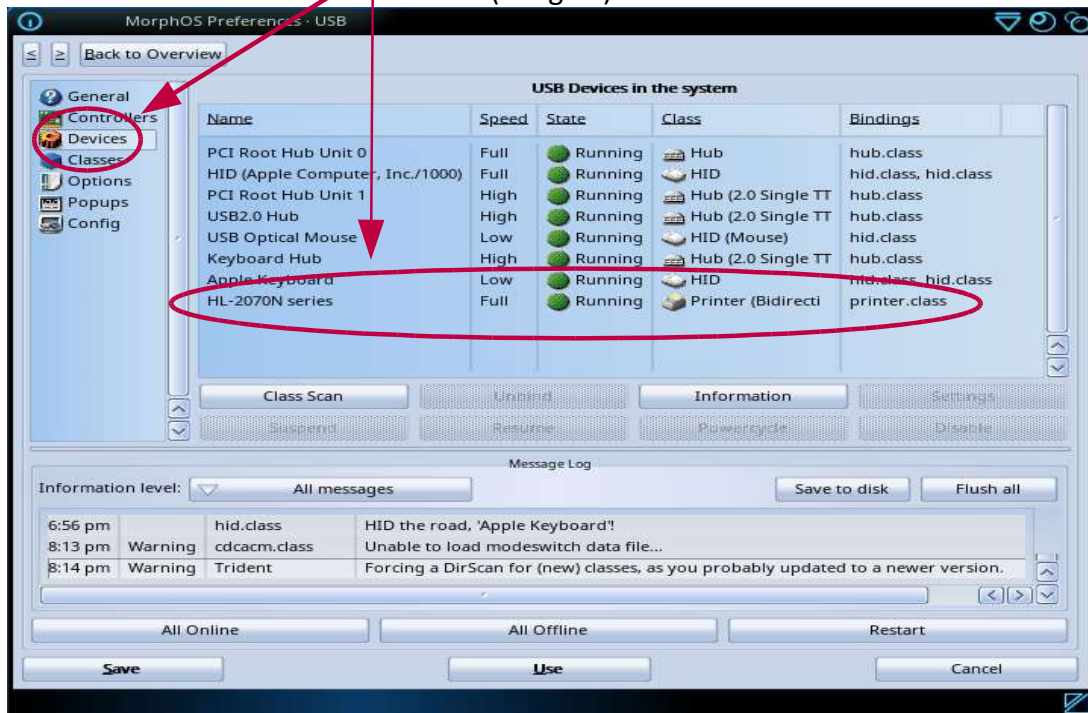 MorphOS Preferences · USB
≤ ≥ Back to Overview
General
Controllers
Devices
Classes
Options
Popups
Config
USB Devices in the system
Name Speed State Class Bindings
PCI Root Hub Unit 0 Full Running Hub hub.class
HID (Apple Computer, Inc./1000) Full Running HID hid.class, hid.class
PCI Root Hub Unit 1 High Running Hub (2.0 Single TT hub.class
USB2.0 Hub High Running Hub (2.0 Single TT hub.class
USB Optical Mouse Low Running HID (Mouse) hid.class
Keyboard Hub High Running Hub (2.0 Single TT hub.class
Apple Keyboard Low Running HID hid.class, hid.class
HL-2070N series Full Running Printer (Bidirecti printer.class
Class Scan Unbind Information Settings
Suspend Resume Powercycle Disable
Message Log
Information level: All messages Save to disk Flush all
6:56 pm hid.class HID the road, 'Apple Keyboard'!
8:13 pm Warning cdcacm.class Unable to load modeswitch data file...
8:14 pm Warning Trident Forcing a DirScan for (new) classes, as you probably updated to a newer version.
All Online All Offline Restart
Save Use Cancel